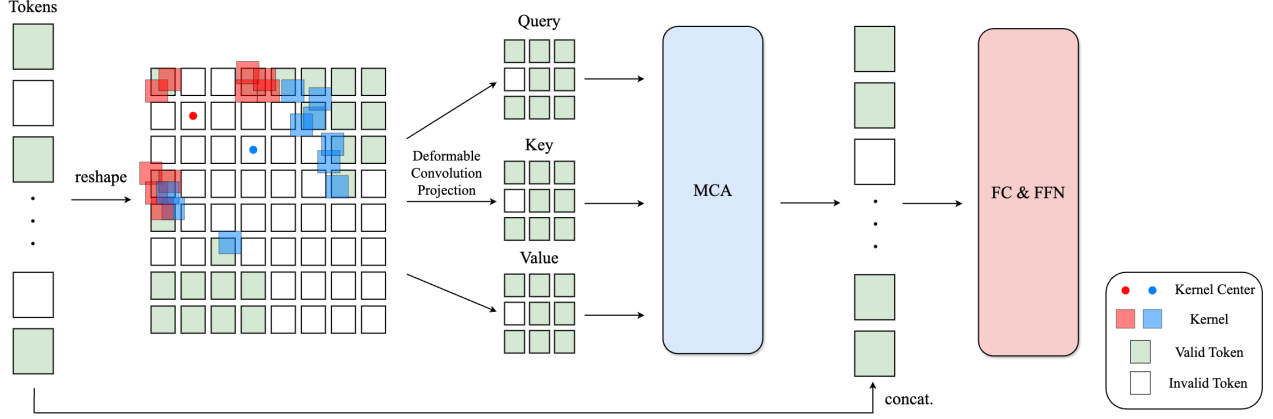 Tokens
reshape
Deformable
Convolution
Projection
Query
Key
Value
MCA
concat.
FC & FFN
Kernel Center
Kernel
Valid Token
Invalid Token